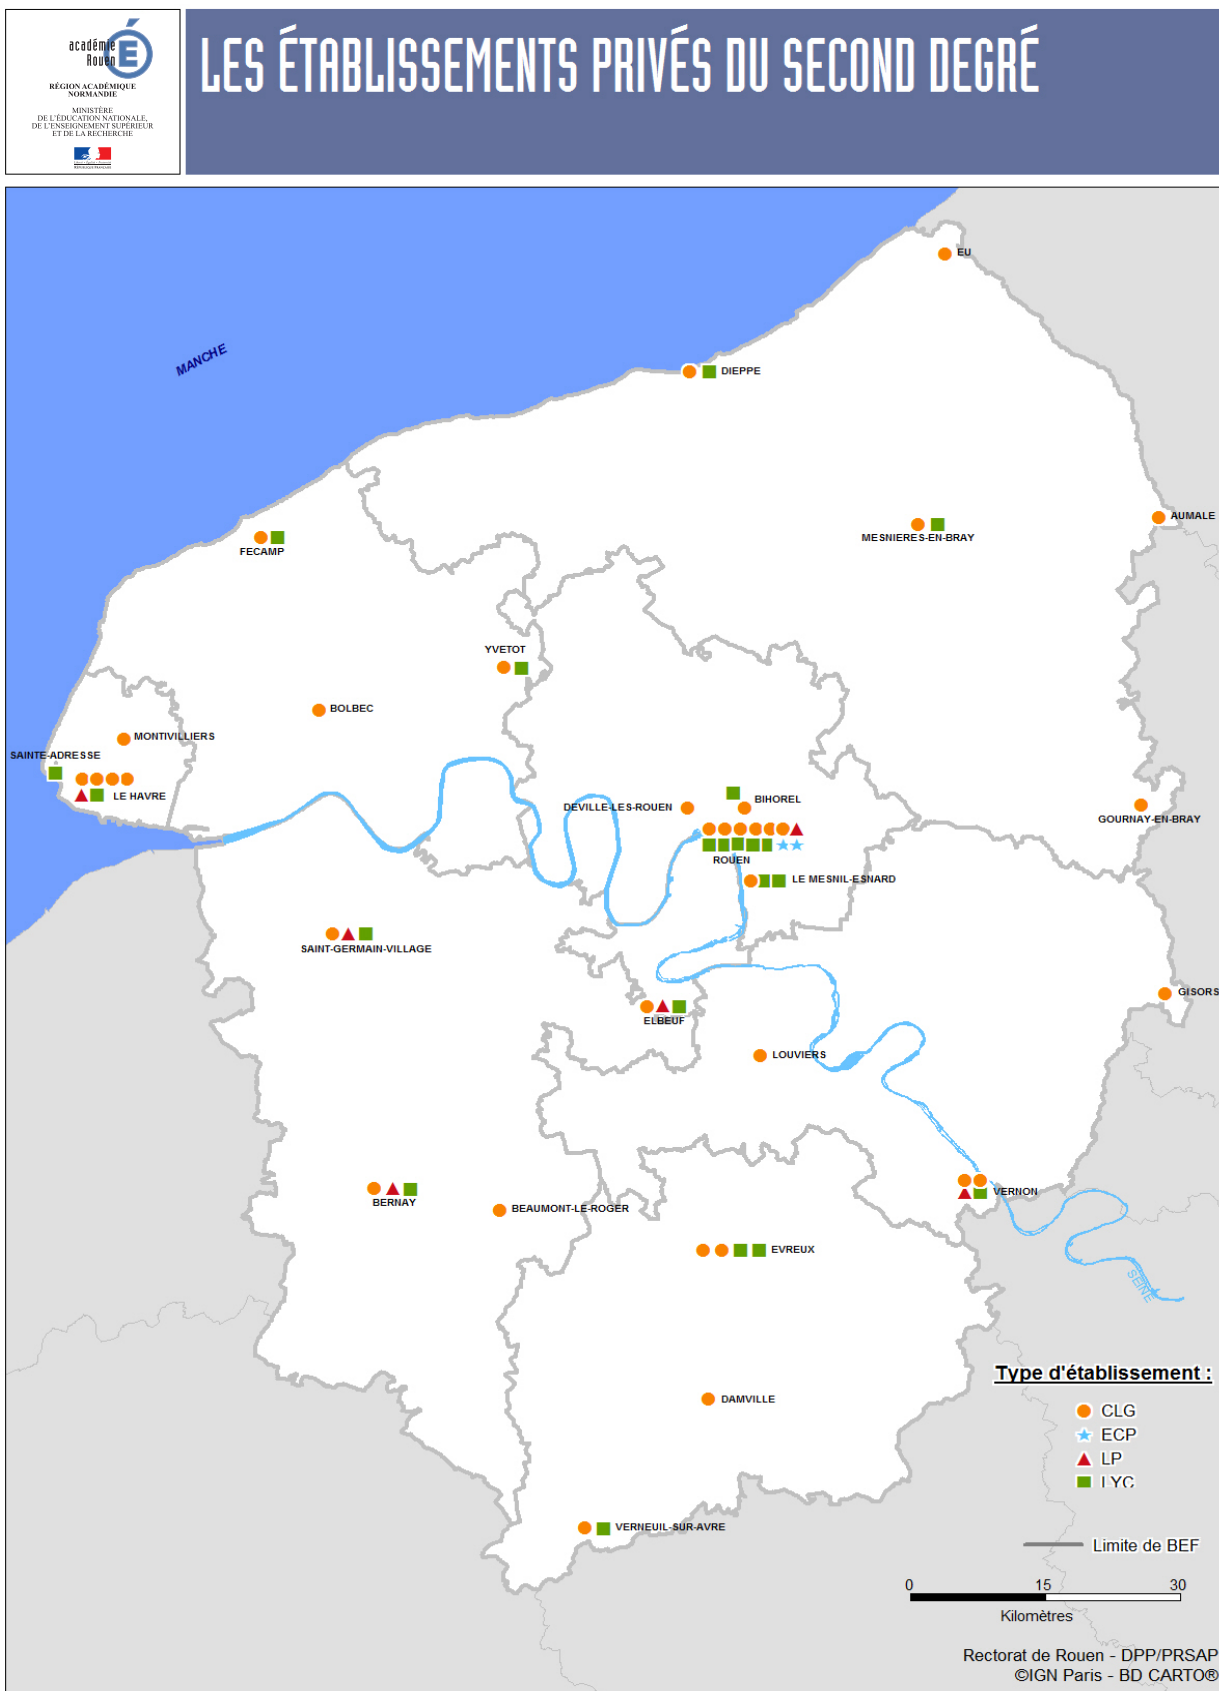 académie
Rouen
RÉGION ACADÉMIQUE
NORMANDIE
MINISTÈRE
DE L'ÉDUCATION NATIONALE,
DE L'ENSEIGNEMENT SUPÉRIEUR
ET DE LA RECHERCHE
LES ÉTABLISSEMENTS PRIVÉS DU SECOND DEGRÉ
EU
MANCHE
DIEPPE
AUMALE
MESNIERES-EN-BRAY
FECAMP
YVETOT
BOLBEC
MONTIVILLIERS
SAINTE-ADRESSE
LE HAVRE
DEVILLE-LES-ROUEN
BIHOREL
GOURNAY-EN-BRAY
ROUEN
LE MESNIL-ESNARD
SAINT-GERMAIN-VILLAGE
GISORS
ELBEUF
LOUVIERS
BERNAY
VERNON
BEAUMONT-LE-ROGER
EVREUX
SEINE
Type d'établissement :
DAMVILLE
CLG
ECP
LP
LYC
VERNEUIL-SUR-AVRE
Limite de BEF
0 15 30
Kilomètres
Rectorat de Rouen - DPP/PRSAP
©IGN Paris - BD CARTO®